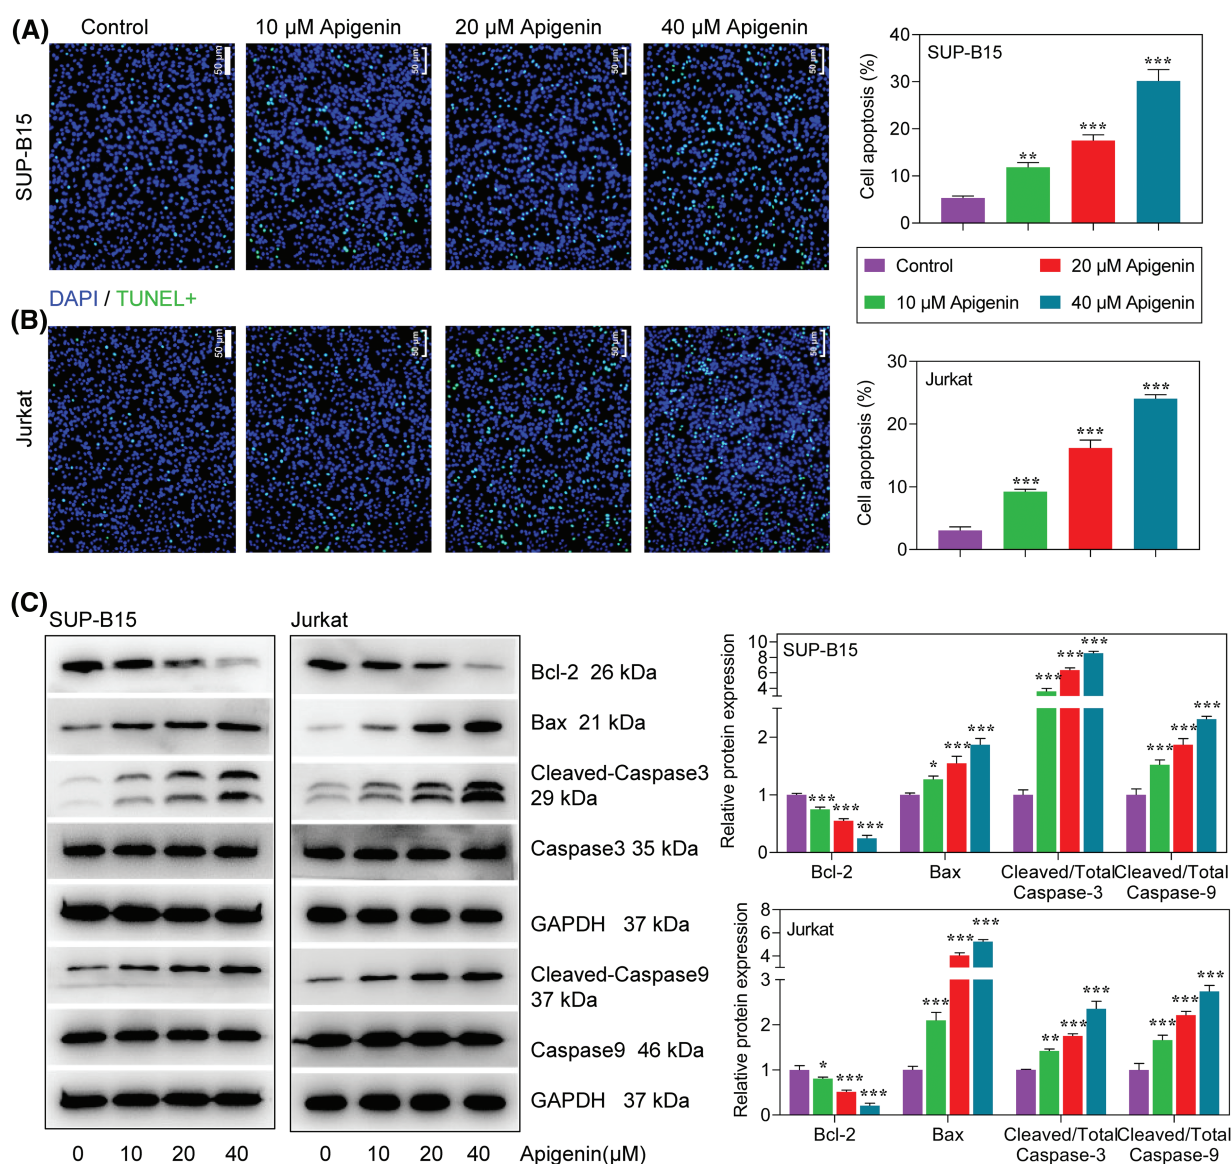 (A) Control 10 µM Apigenin 20 µM Apigenin 40 µM Apigenin
SUP-B15
50 µm
50 µm
50 µm
50 µm
Cell apoptosis (%)
40
30
20
10
0
SUP-B15
**
***
***
Control
20 µM Apigenin
10 µM Apigenin
40 µM Apigenin
DAPI / TUNEL+
(B)
Jurkat
50 µm
50 µm
50 µm
50 µm
Cell apoptosis (%)
30
20
10
0
Jurkat
***
***
***
(C)
SUP-B15
Jurkat
Bcl-2 26 kDa
Bax 21 kDa
Cleaved-Caspase3
29 kDa
Caspase3 35 kDa
GAPDH 37 kDa
Cleaved-Caspase9
37 kDa
Caspase9 46 kDa
GAPDH 37 kDa
0 10 20 40 0 10 20 40 Apigenin(µM)
Relative protein expression
10
8
6
4
2
1
0
SUP-B15
*** *** ***
* *** ***
*** *** ***
*** *** ***
Bcl-2 Bax Cleaved/Total Cleaved/Total
Caspase-3 Caspase-9
Relative protein expression
8
6
4
3
2
1
0
Jurkat
* *** ***
*** *** ***
** *** ***
*** *** ***
Bcl-2 Bax Cleaved/Total Cleaved/Total
Caspase-3 Caspase-9